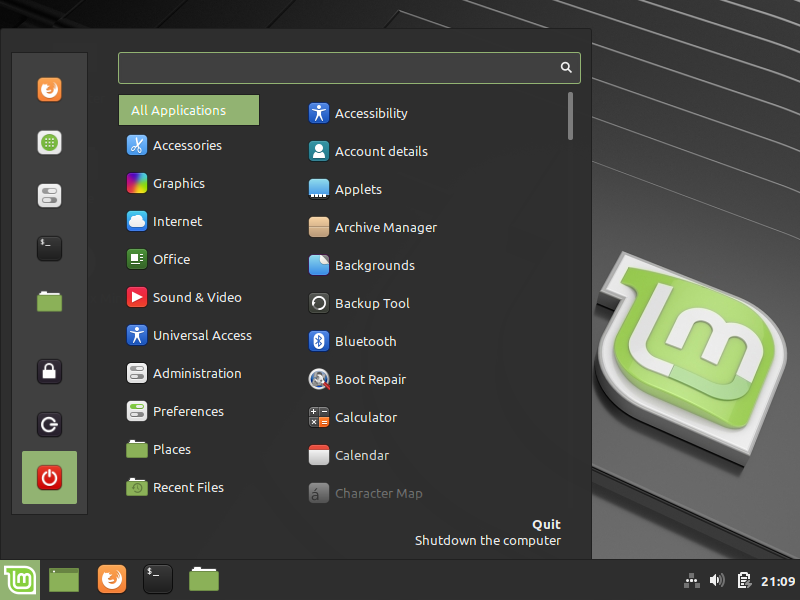 All Applications
Accessories
Graphics
Internet
Office
Sound & Video
Universal Access
Administration
Preferences
Places
Recent Files
Accessibility
Account details
Applets
Archive Manager
Backgrounds
Backup Tool
Bluetooth
Boot Repair
Calculator
Calendar
Character Map
Quit
Shutdown the computer
21:09